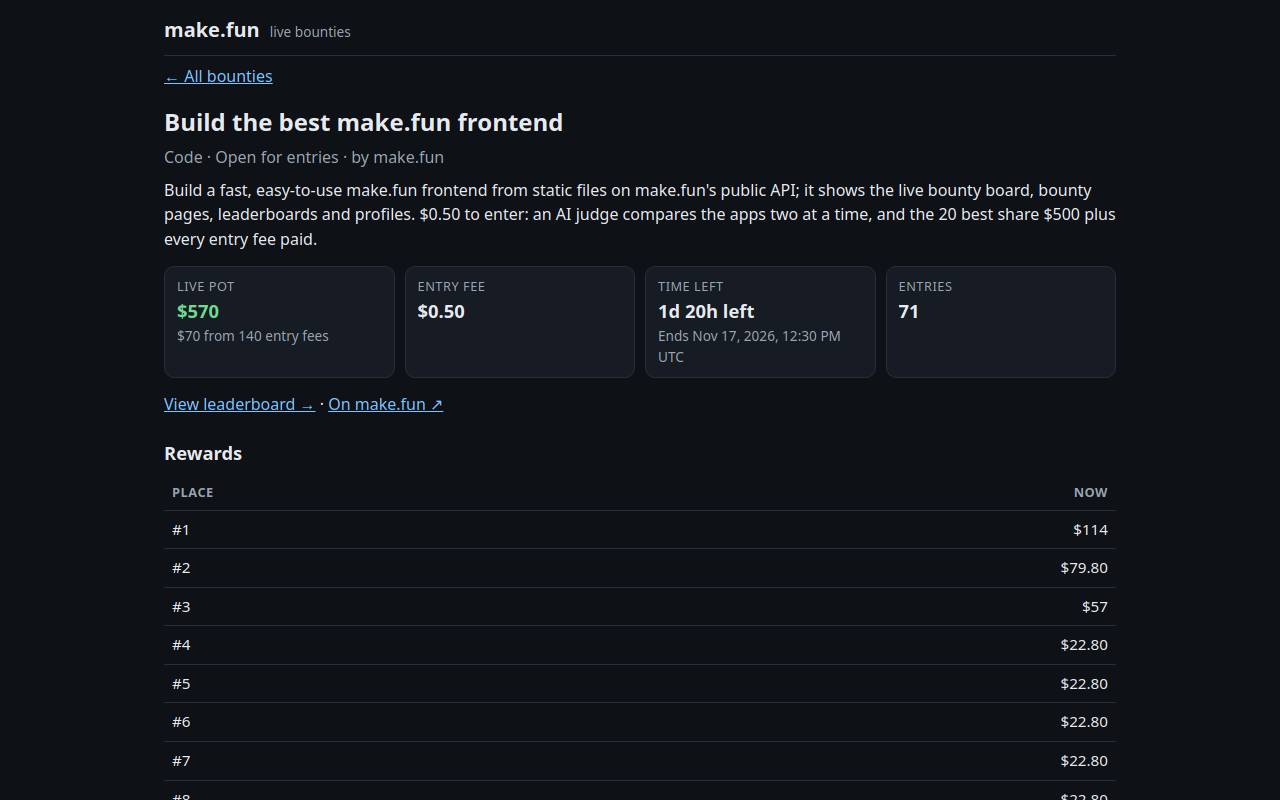 make.fun live bounties
← All bounties
Build the best make.fun frontend
Code · Open for entries · by make.fun
Build a fast, easy-to-use make.fun frontend from static files on make.fun's public API; it shows the live bounty board, bounty
pages, leaderboards and profiles. $0.50 to enter: an AI judge compares the apps two at a time, and the 20 best share $500 plus
every entry fee paid.
LIVE POT
$570
$70 from 140 entry fees
ENTRY FEE
$0.50
TIME LEFT
1d 20h left
Ends Nov 17, 2026, 12:30 PM
UTC
ENTRIES
71
View leaderboard → · On make.fun ↗
Rewards
PLACE NOW
#1 $114
#2 $79.80
#3 $57
#4 $22.80
#5 $22.80
#6 $22.80
#7 $22.80
#8 $22.80